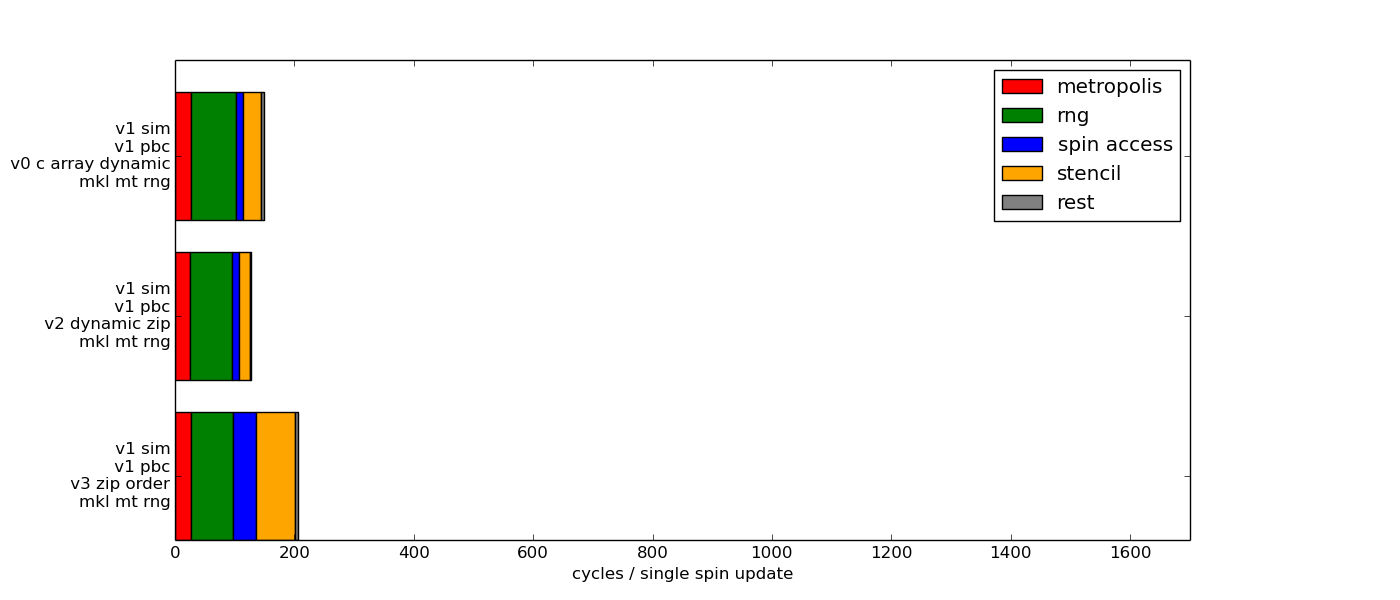 v1 sim
v1 pbc
v0 c array dynamic
mkl mt rng
v1 sim
v1 pbc
v2 dynamic zip
mkl mt rng
v1 sim
v1 pbc
v3 zip order
mkl mt rng
metropolis
rng
spin access
stencil
rest
0 200 400 600 800 1000 1200 1400 1600
cycles / single spin update